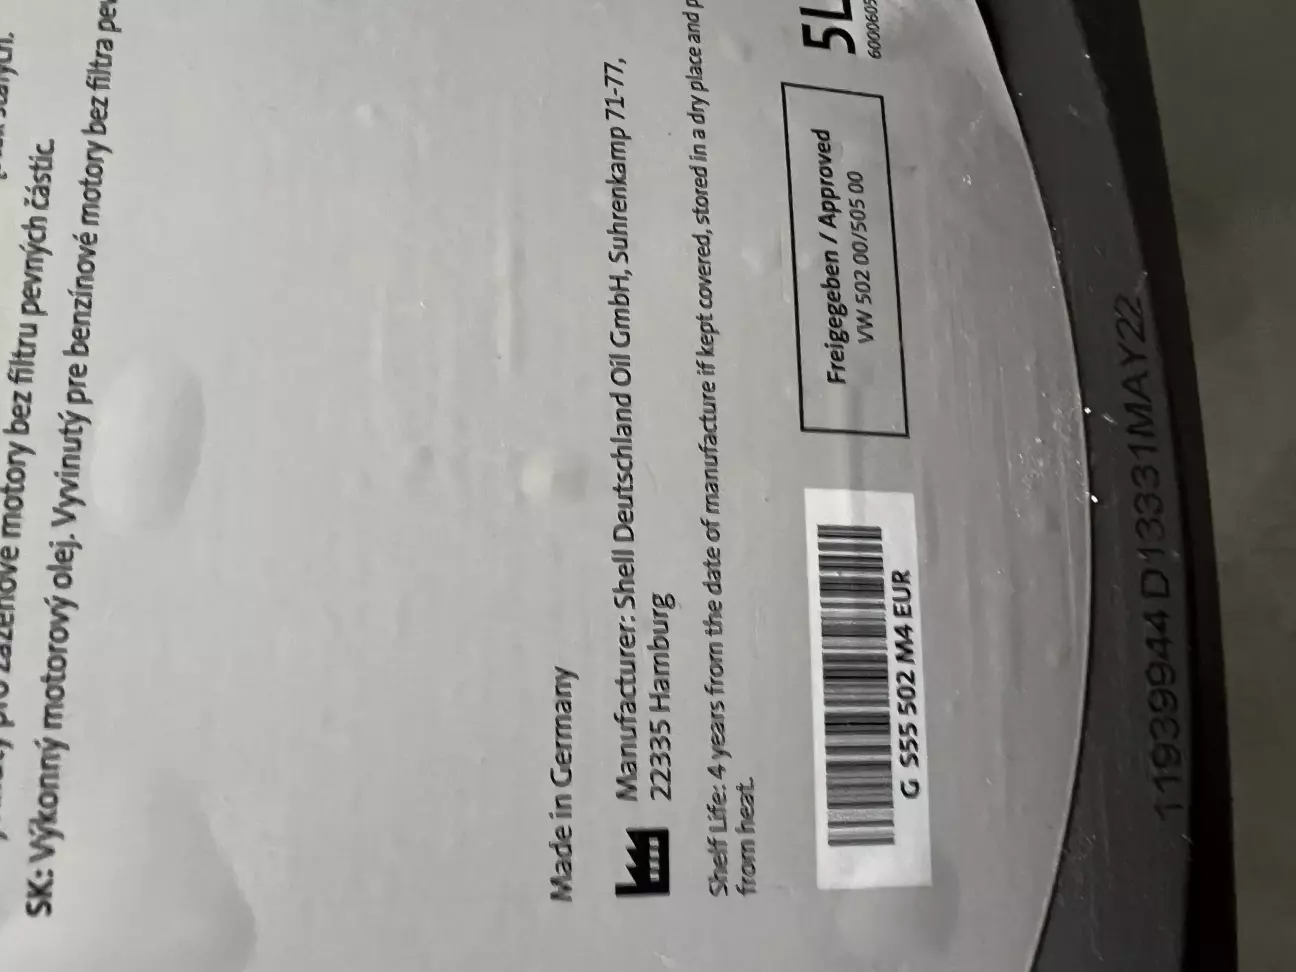 motory bez filtru pevných částic.
SK: Výkonný motorový olej. Vyvinutý pre benzínové motory bez filtra
Made in Germany
Manufacturer: Shell Deutschland Oil GmbH, Suhrenkamp 71-77,
22335 Hamburg
Shelf Life: 4 years from the date of manufacture if kept covered, stored in a dry place and
from heat.
5L
6000605
Freigegeben / Approved
VW 502 00/505 00
G S55 502 M4 EUR
11939944 D13331MAY22